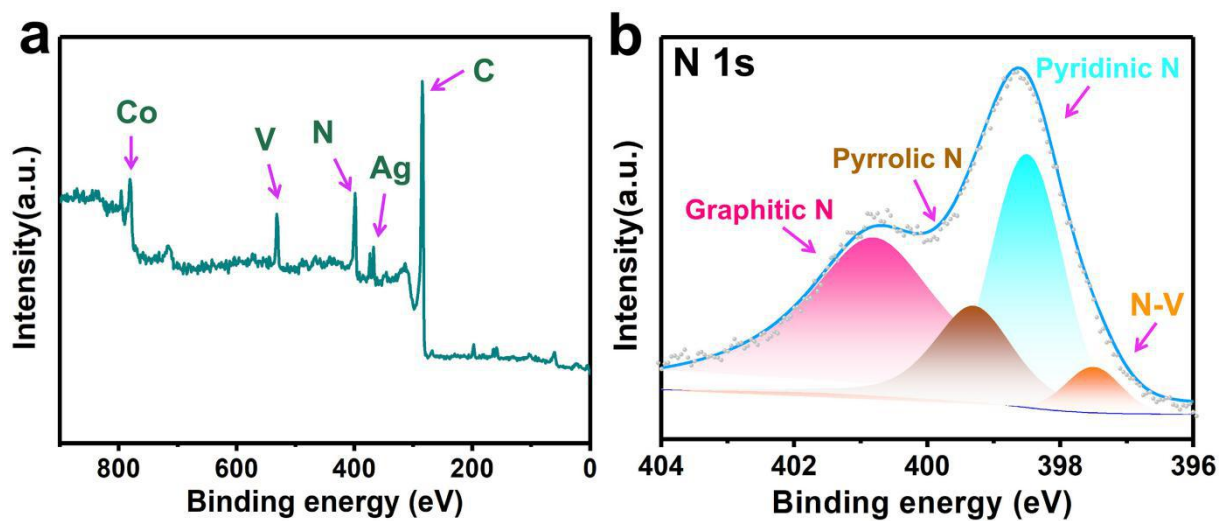 a
C
Co
V
N
Ag
Intensity(a.u.)
800
600
400
200
0
Binding energy (eV)
b
N 1s
Pyridinic N
Pyrrolic N
Graphitic N
N-V
Intensity(a.u.)
404
402
400
398
396
Binding energy (eV)